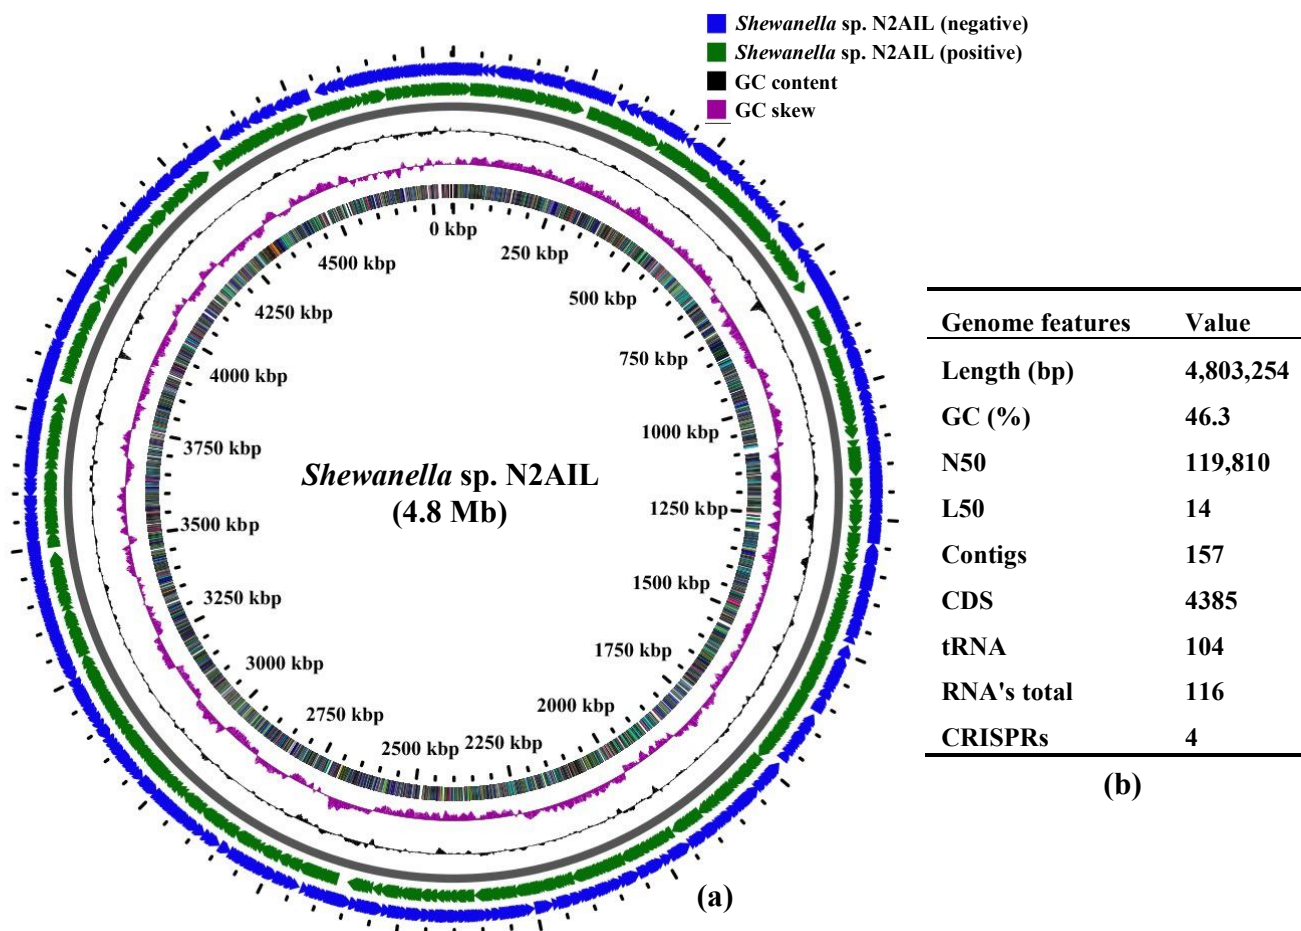 Shewanella sp. N2AIL (negative)
Shewanella sp. N2AIL (positive)
GC content
GC skew
0 kbp
250 kbp
500 kbp
750 kbp
1000 kbp
1250 kbp
1500 kbp
1750 kbp
2000 kbp
2250 kbp
2500 kbp
2750 kbp
3000 kbp
3250 kbp
3500 kbp
3750 kbp
4000 kbp
4250 kbp
4500 kbp
Shewanella sp. N2AIL
(4.8 Mb)
(a)
Genome features Value
Length (bp) 4,803,254
GC (%) 46.3
N50 119,810
L50 14
Contigs 157
CDS 4385
tRNA 104
RNA's total 116
CRISPRs 4
(b)